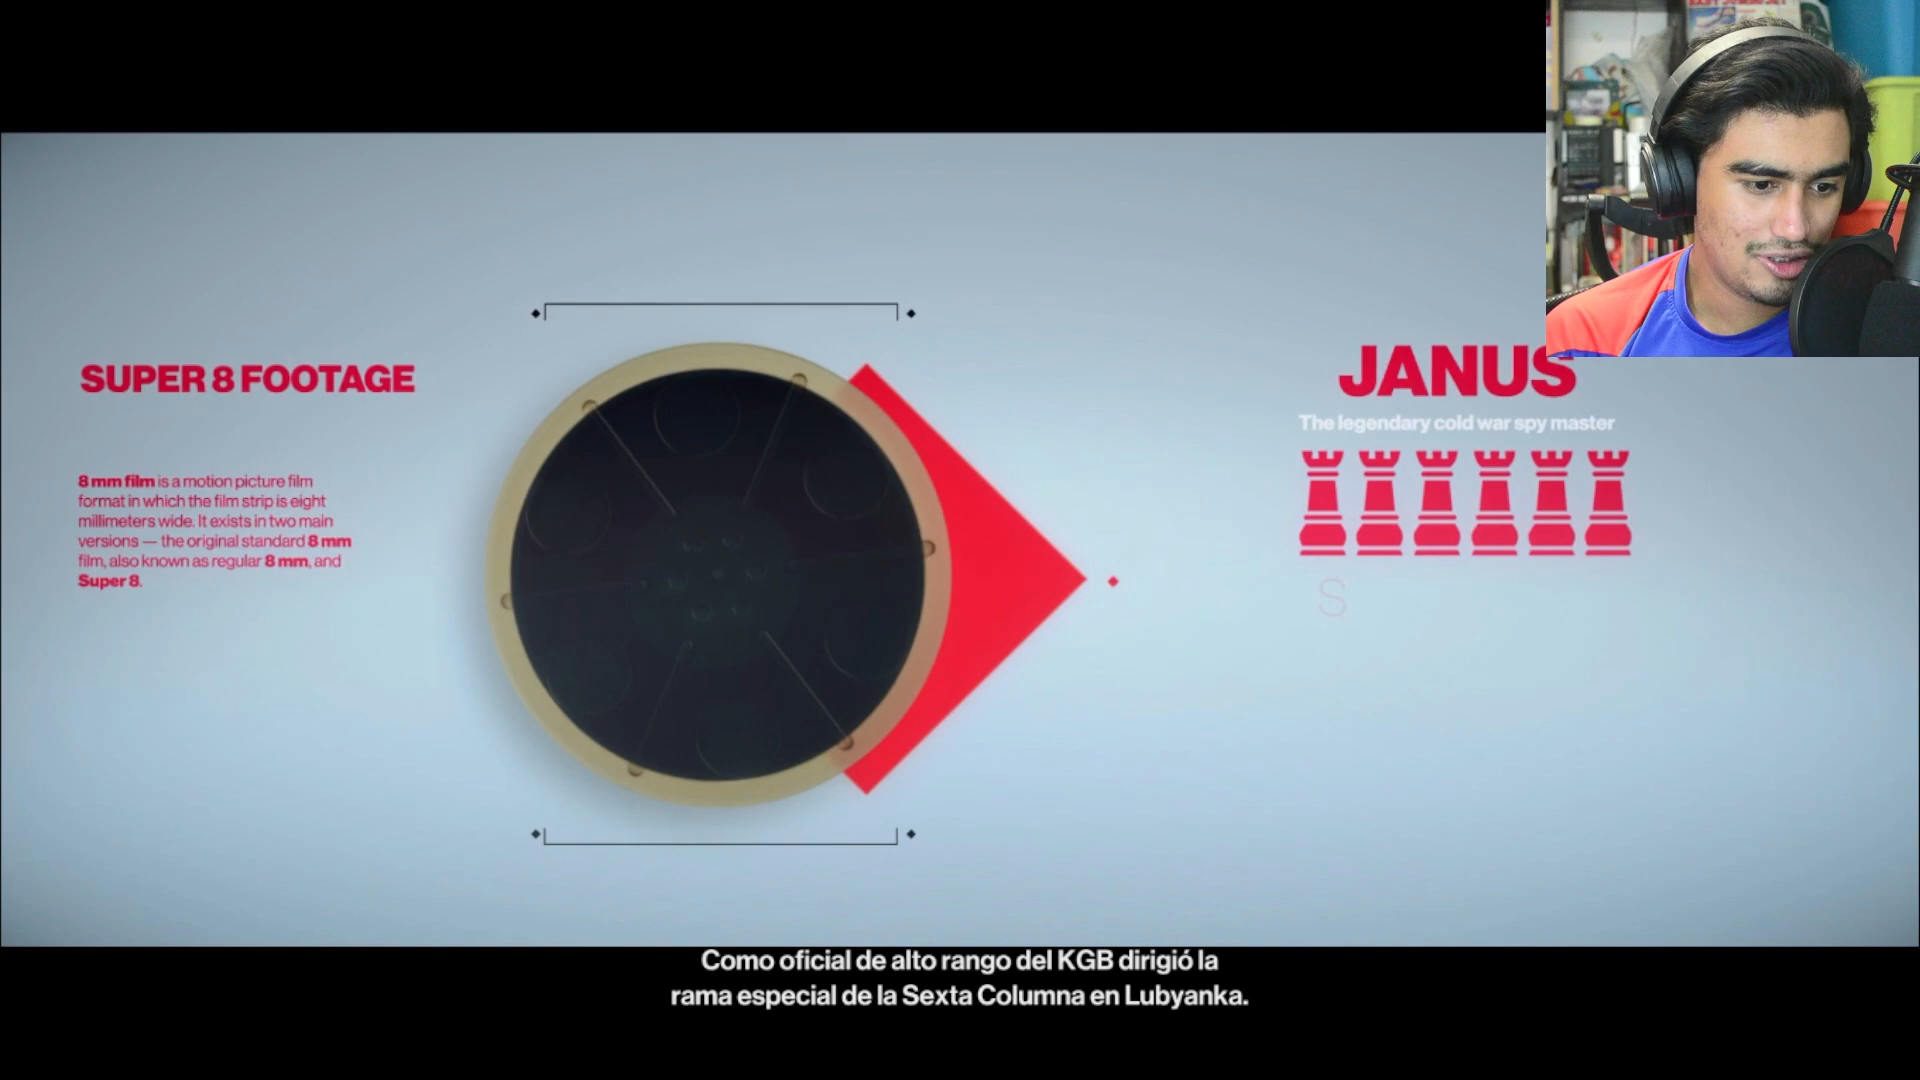 SUPER 8 FOOTAGE
8 mm film is a motion picture film
format in which the film strip is eight
millimeters wide. It exists in two main
versions — the original standard 8 mm
film, also known as regular 8 mm, and
Super 8.
JANUS
The legendary cold war spy master
S
Como oficial de alto rango del KGB dirigió la
rama especial de la Sexta Columna en Lubyanka.